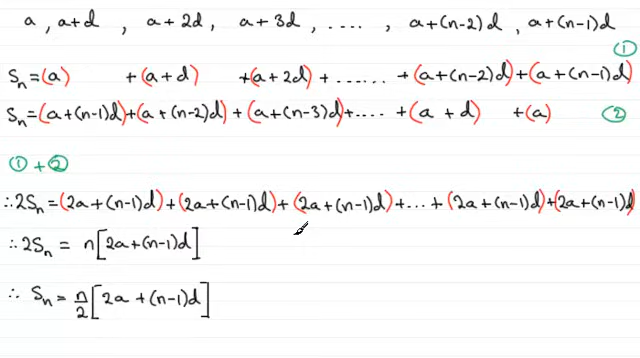 a , a+d , a+2d , a+3d , .... , a+(n-2)d , a+(n-1)d
①
Sn = (a) + (a+d) + (a+2d) + ...... + (a+(n-2)d) + (a+(n-1)d)
Sn = (a+(n-1)d) + (a+(n-2)d) + (a+(n-3)d) + .... + (a+d) + (a) ②
① + ②
∴ 2Sn = (2a+(n-1)d) + (2a+(n-1)d) + (2a+(n-1)d) + ... + (2a+(n-1)d) + (2a+(n-1)d)
∴ 2Sn = n[2a+(n-1)d]
∴ Sn = n/2 [2a+(n-1)d]